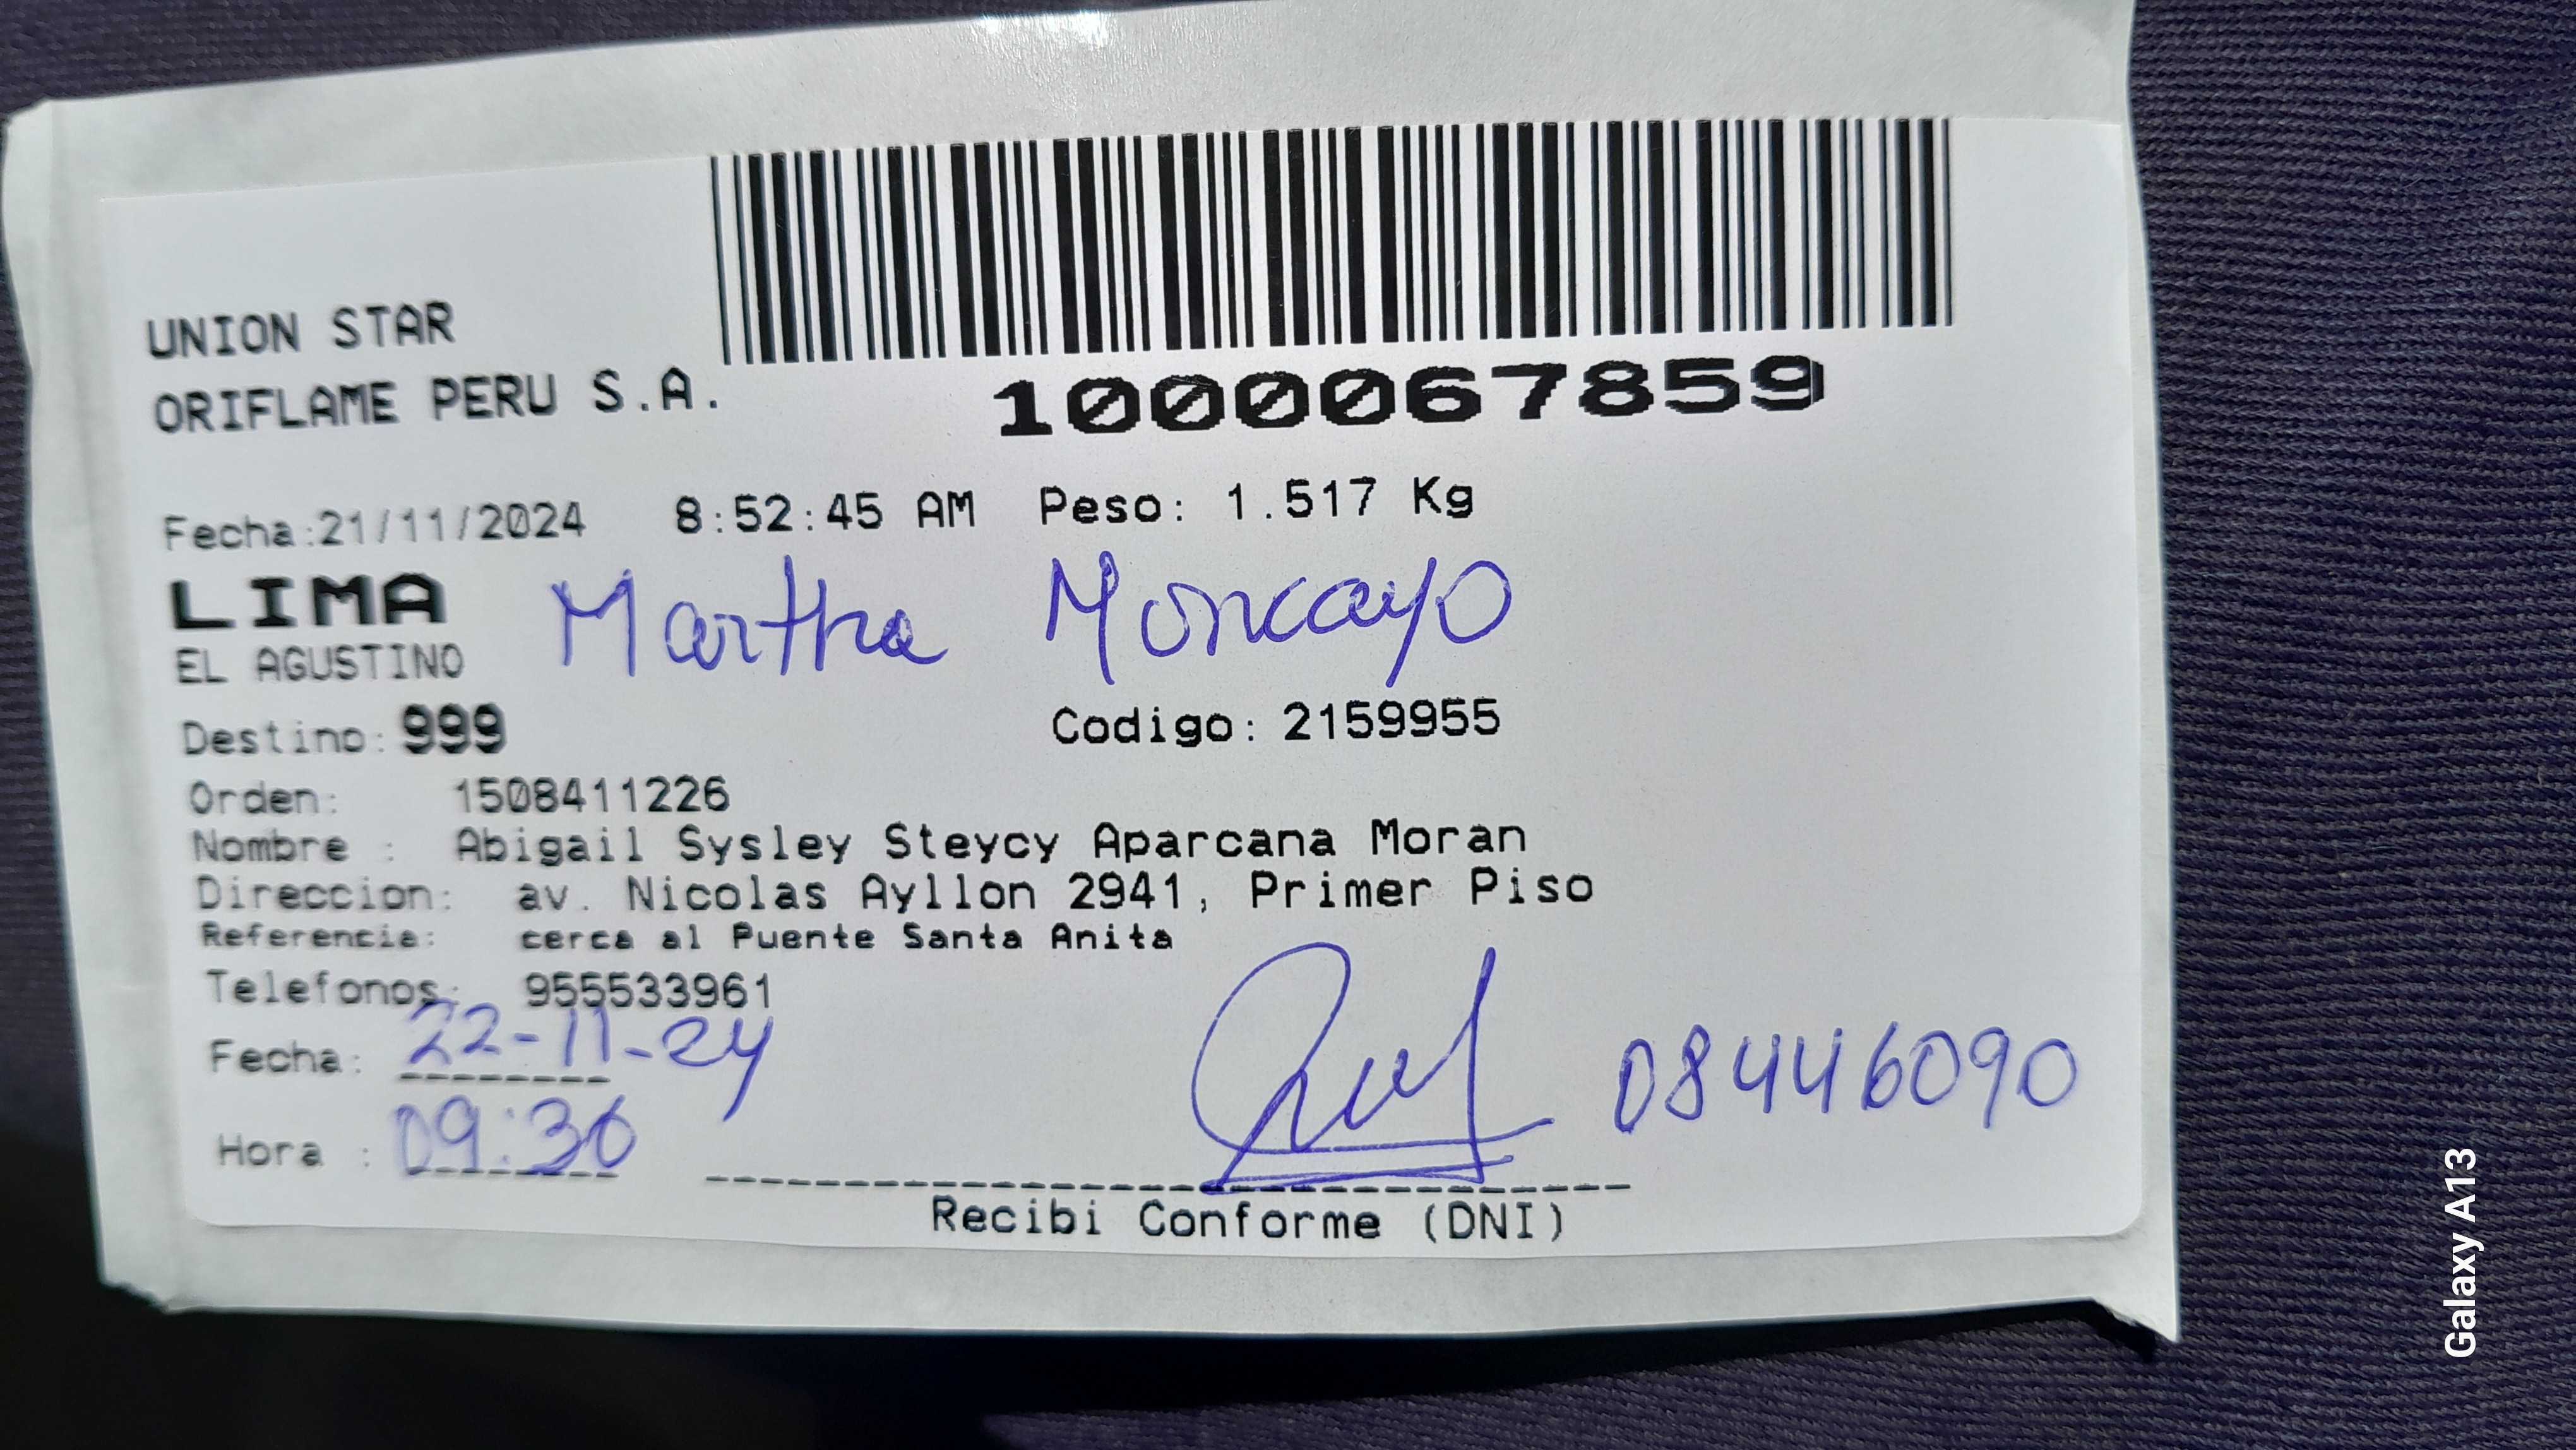 UNION STAR
ORIFLAME PERU S.A.
1000067859
Fecha:21/11/2024 8:52:45 AM Peso: 1.517 Kg
LIMA Martha Moncayo
EL AGUSTINO
Destino: 999 Codigo: 2159955
Orden: 1508411226
Nombre : Abigail Sysley Steycy Aparcana Moran
Direccion: av. Nicolas Ayllon 2941, Primer Piso
Referencia: cerca al Puente Santa Anita
Telefonos: 955533961
Fecha: 22-11-24
08446090
Hora : 09:30
Recibi Conforme (DNI)
Galaxy A13